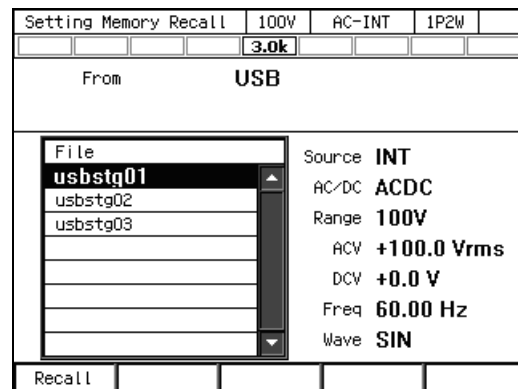 Setting Memory Recall 100V AC-INT 1P2W
3.0k
From USB
File
usbstg01
usbstg02
usbstg03
Source INT
AC/DC ACDC
Range 100V
ACV +100.0 Vrms
DCV +0.0 V
Freq 60.00 Hz
Wave SIN
Recall